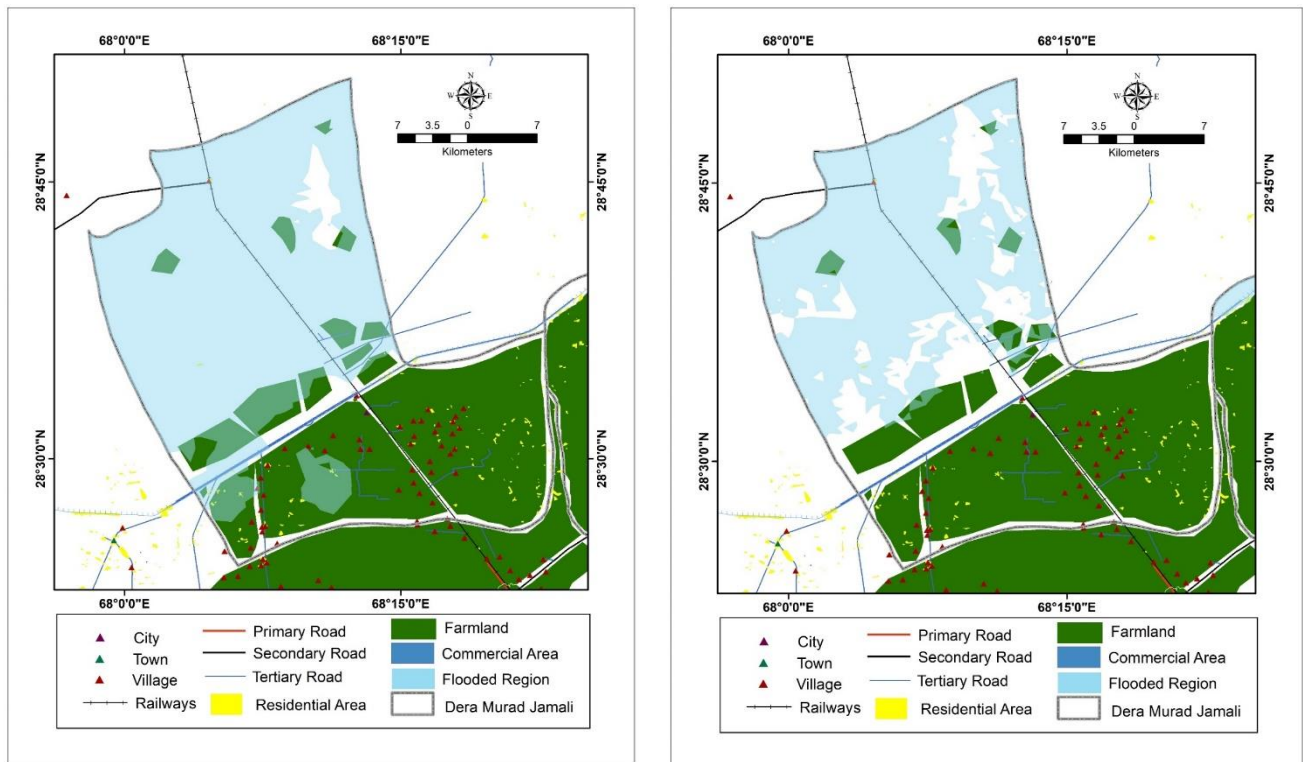 68°0'0"E 68°15'0"E
N
W E
S
7 3.5 0 7
Kilometers
28°45'0"N 28°45'0"N
28°30'0"N 28°30'0"N
68°0'0"E 68°15'0"E
City Primary Road Farmland
Town Secondary Road Commercial Area
Village Tertiary Road Flooded Region
Railways Residential Area Dera Murad Jamali
68°0'0"E 68°15'0"E
N
W E
S
7 3.5 0 7
Kilometers
28°45'0"N 28°45'0"N
28°30'0"N 28°30'0"N
68°0'0"E 68°15'0"E
City Primary Road Farmland
Town Secondary Road Commercial Area
Village Tertiary Road Flooded Region
Railways Residential Area Dera Murad Jamali